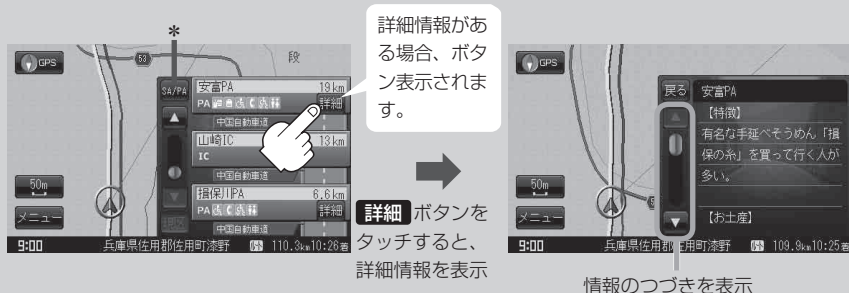 *
詳細情報があ
る場合、ボタ
ン表示されま
す。
GPS
53
段
SA/PA
安富PA 19km
PA 詳細
中国自動車道
山崎IC 13km
IC
中国自動車道
揖保川PA 6.6km
PA 詳細
中国自動車道
50m
メニュー
9:00 兵庫県佐用郡佐用町漆野 110.3km 10:26着
詳細 ボタンを
タッチすると、
詳細情報を表示
GPS
戻る 安富PA
【特徴】
有名な手延べそうめん「揖
保の糸」を買って行く人が
多い。
【お土産】
50m
メニュー
9:00 兵庫県佐用郡佐用町漆野 109.9km 10:25着
情報のつづきを表示